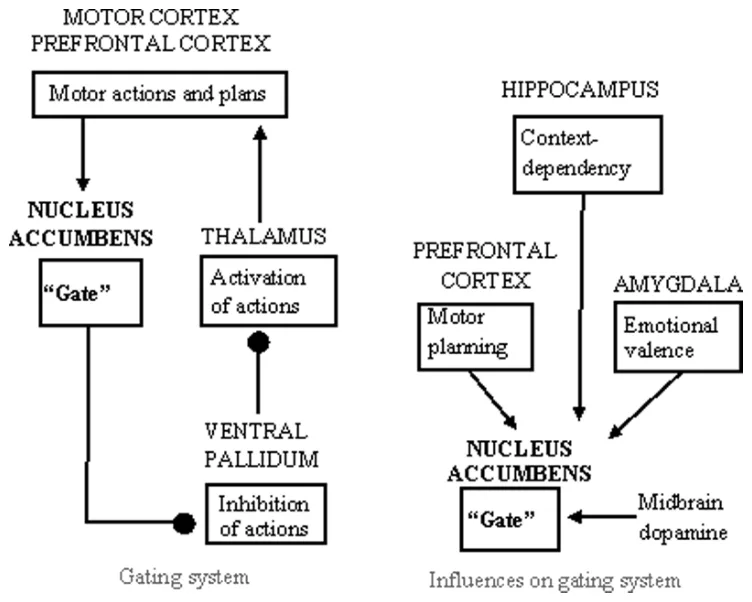 MOTOR CORTEX
PREFRONTAL CORTEX
Motor actions and plans
NUCLEUS
ACCUMBENS
“Gate”
THALAMUS
Activation
of actions
VENTRAL
PALLIDUM
Inhibition
of actions
Gating system
HIPPOCAMPUS
Context-
dependency
PREFRONTAL
CORTEX
Motor
planning
AMYGDALA
Emotional
valence
NUCLEUS
ACCUMBENS
“Gate”
Midbrain
dopamine
Influences on gating system